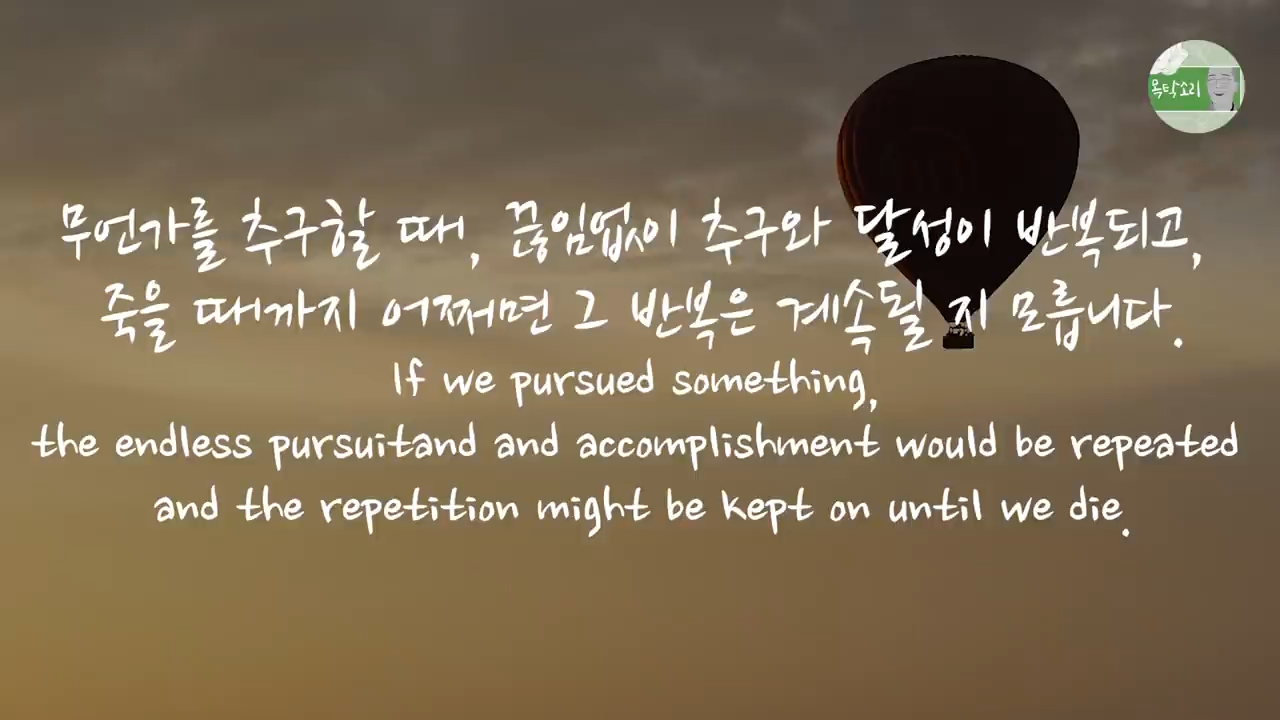 목탁소리
무언가를 추구할 때, 끊임없이 추구와 달성이 반복되고,
죽을 때까지 어쩌면 그 반복은 계속될 지 모릅니다.
If we pursued something,
the endless pursuitand and accomplishment would be repeated
and the repetition might be kept on until we die.